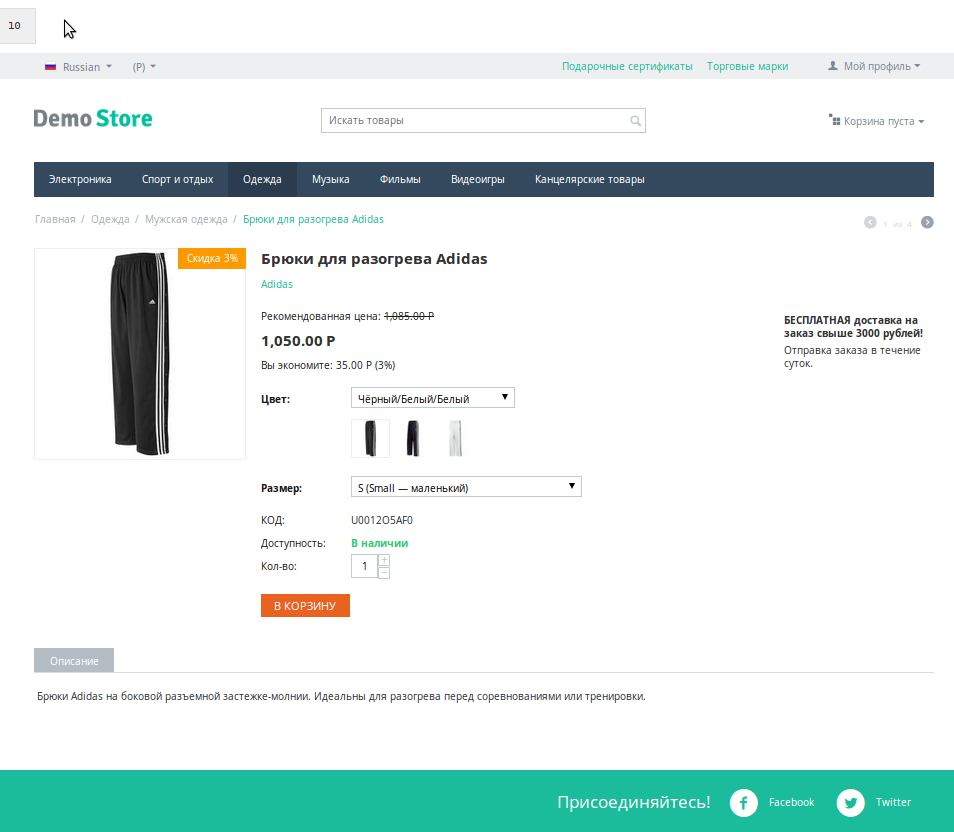 10
Russian (Р) Подарочные сертификаты Торговые марки Мой профиль
Demo Store Искать товары Корзина пуста
Электроника Спорт и отдых Одежда Музыка Фильмы Видеоигры Канцелярские товары
Главная / Одежда / Мужская одежда / Брюки для разогрева Adidas 1 из 4
Скидка 3%
Брюки для разогрева Adidas
Adidas
Рекомендованная цена: 1,085.00 Р
1,050.00 Р
Вы экономите: 35.00 Р (3%)
БЕСПЛАТНАЯ доставка на
заказ свыше 3000 рублей!
Отправка заказа в течение
суток.
Цвет: Чёрный/Белый/Белый
Размер: S (Small — маленький)
КОД: U0012O5AF0
Доступность: В наличии
Кол-во: 1 + −
В КОРЗИНУ
Описание
Брюки Adidas на боковой разъемной застежке-молнии. Идеальны для разогрева перед соревнованиями или тренировки.
Присоединяйтесь! Facebook Twitter